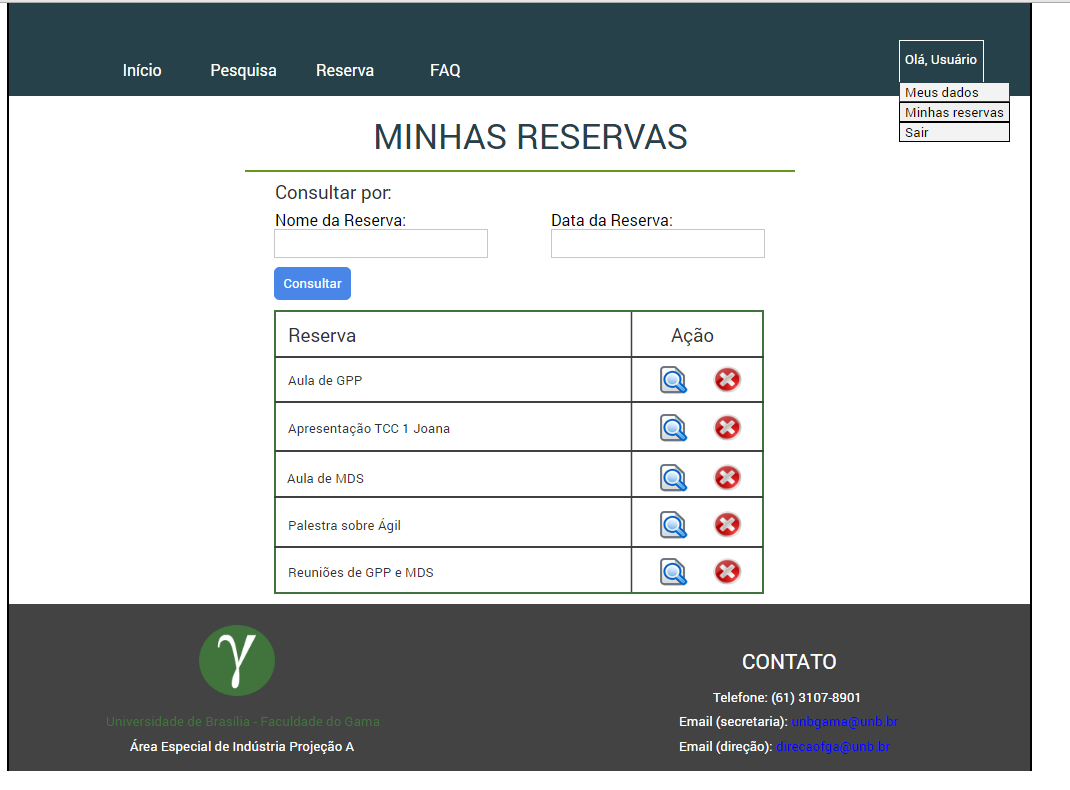 Início Pesquisa Reserva FAQ
Olá, Usuário
Meus dados
Minhas reservas
Sair
MINHAS RESERVAS
Consultar por:
Nome da Reserva: Data da Reserva:
Consultar
Reserva Ação
Aula de GPP
Apresentação TCC 1 Joana
Aula de MDS
Palestra sobre Ágil
Reuniões de GPP e MDS
γ
Universidade de Brasília - Faculdade do Gama
Área Especial de Indústria Projeção A
CONTATO
Telefone: (61) 3107-8901
Email (secretaria): unbgama@unb.br
Email (direção): direcaofga@unb.br